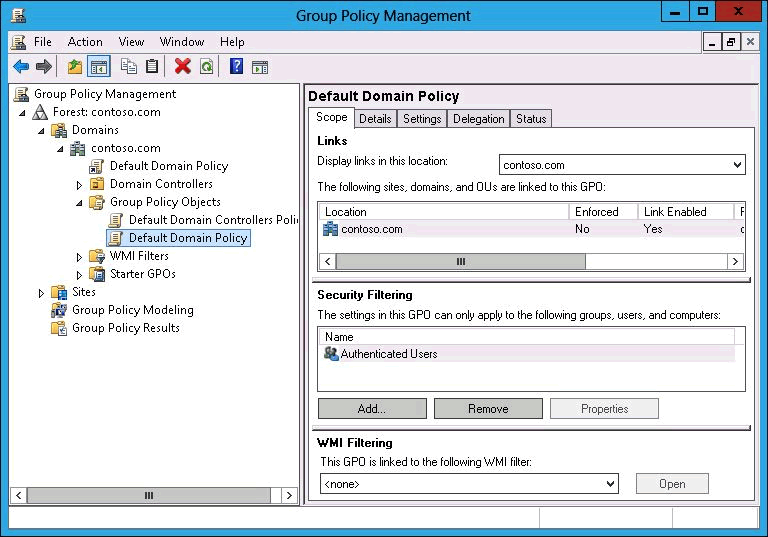 Group Policy Management
File Action View Window Help
Group Policy Management
Forest: contoso.com
Domains
contoso.com
Default Domain Policy
Domain Controllers
Group Policy Objects
Default Domain Controllers Poli
Default Domain Policy
WMI Filters
Starter GPOs
Sites
Group Policy Modeling
Group Policy Results
Default Domain Policy
Scope Details Settings Delegation Status
Links
Display links in this location: contoso.com
The following sites, domains, and OUs are linked to this GPO:
Location Enforced Link Enabled
contoso.com No Yes
Security Filtering
The settings in this GPO can only apply to the following groups, users, and computers:
Name
Authenticated Users
Add... Remove Properties
WMI Filtering
This GPO is linked to the following WMI filter:
<none> Open